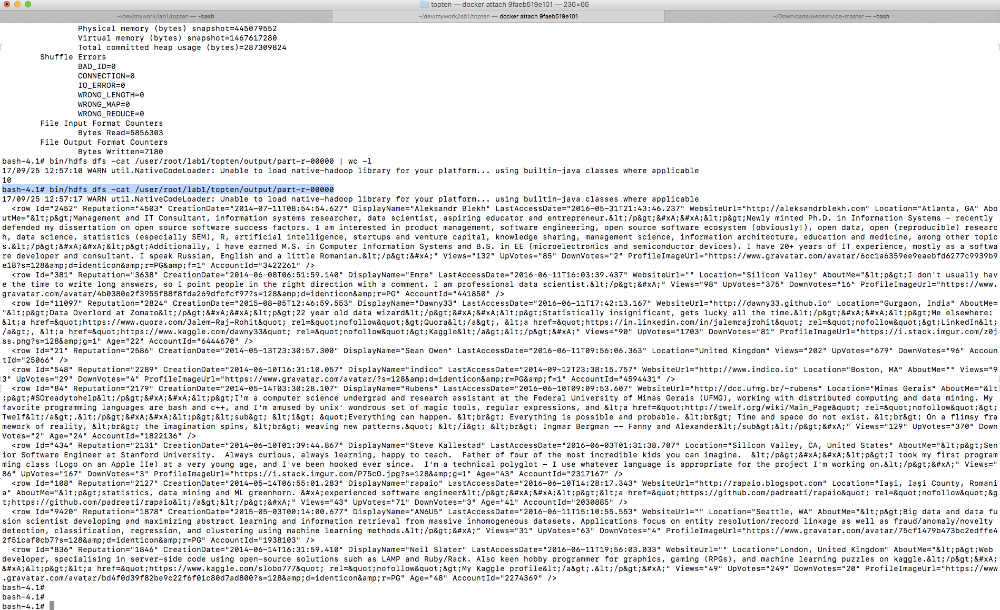 topten — docker attach 9faeb519e101 — 236×66
~/dev/mywork/lab1/topten — -bash
~/dev/mywork/lab1/topten — docker attach 9faeb519e101
~/Downloads/webservice-master — -bash
Physical memory (bytes) snapshot=445079552
Virtual memory (bytes) snapshot=1467617280
Total committed heap usage (bytes)=287309824
Shuffle Errors
BAD_ID=0
CONNECTION=0
IO_ERROR=0
WRONG_LENGTH=0
WRONG_MAP=0
WRONG_REDUCE=0
File Input Format Counters
Bytes Read=5856303
File Output Format Counters
Bytes Written=7180
bash-4.1# bin/hdfs dfs -cat /user/root/lab1/topten/output/part-r-00000 | wc -l
17/09/25 12:57:10 WARN util.NativeCodeLoader: Unable to load native-hadoop library for your platform... using builtin-java classes where applicable
10
bash-4.1# bin/hdfs dfs -cat /user/root/lab1/topten/output/part-r-00000
17/09/25 12:57:17 WARN util.NativeCodeLoader: Unable to load native-hadoop library for your platform... using builtin-java classes where applicable
<row Id="2452" Reputation="4503" CreationDate="2014-07-11T08:54:54.627" DisplayName="Aleksandr Blekh" LastAccessDate="2016-05-31T21:43:46.237" WebsiteUrl="http://aleksandrblekh.com" Location="Atlanta, GA" Abo
utMe="&lt;p&gt;Management and IT Consultant, information systems researcher, data scientist, aspiring educator and entrepreneur.&lt;/p&gt;&#xA;&#xA;&lt;p&gt;Newly minted Ph.D. in Information Systems – recently
defended my dissertation on open source software success factors. I am interested in product management, software engineering, open source software ecosystem (obviously!), open data, open (reproducible) researc
h, data science, statistics (especially SEM), R, artificial intelligence, startups and venture capital, knowledge sharing, management science, information architecture, education and medicine, among other topic
s.&lt;/p&gt;&#xA;&#xA;&lt;p&gt;Additionally, I have earned M.S. in Computer Information Systems and B.S. in EE (microelectronics and semiconductor devices). I have 20+ years of IT experience, mostly as a softwa
re developer and consultant. I speak Russian, English and a little Romanian.&lt;/p&gt;&#xA;" Views="132" UpVotes="85" DownVotes="2" ProfileImageUrl="https://www.gravatar.com/avatar/6cc1a6359ee9eaebfd6277c9939b9
e18?s=128&amp;d=identicon&amp;r=PG&amp;f=1" AccountId="3422261" />
<row Id="381" Reputation="3638" CreationDate="2014-06-08T06:51:59.140" DisplayName="Emre" LastAccessDate="2016-06-11T16:03:39.437" WebsiteUrl="" Location="Silicon Valley" AboutMe="&lt;p&gt;I don't usually hav
e the time to write long answers, so I point people in the right direction with a comment. I am professional data scientist.&lt;/p&gt;&#xA;" Views="98" UpVotes="375" DownVotes="16" ProfileImageUrl="https://www.
gravatar.com/avatar/4b0380e2f3955f88f8fda269dfcfcf97?s=128&amp;d=identicon&amp;r=PG" AccountId="441850" />
<row Id="11097" Reputation="2824" CreationDate="2015-08-05T12:46:59.553" DisplayName="Dawny33" LastAccessDate="2016-06-11T17:42:13.167" WebsiteUrl="http://dawny33.github.io" Location="Gurgaon, India" AboutMe=
"&lt;p&gt;Data Overlord at Zomato&lt;/p&gt;&#xA;&#xA;&lt;p&gt;22 year old data wizard&lt;/p&gt;&#xA;&#xA;&lt;p&gt;Statistically insignificant, gets lucky all the time.&lt;/p&gt;&#xA;&#xA;&lt;p&gt;Me elsewhere:
&lt;a href=&quot;https://www.quora.com/Jalem-Raj-Rohit&quot; rel=&quot;nofollow&quot;&gt;Quora&lt;/a&gt;, &lt;a href=&quot;https://in.linkedin.com/in/jalemrajrohit&quot; rel=&quot;nofollow&quot;&gt;LinkedIn&lt;
/a&gt;, &lt;a href=&quot;https://www.kaggle.com/dawny33&quot; rel=&quot;nofollow&quot;&gt;Kaggle&lt;/a&gt;&lt;/p&gt;&#xA;" Views="90" UpVotes="1703" DownVotes="81" ProfileImageUrl="https://i.stack.imgur.com/z0j
ss.png?s=128&amp;g=1" Age="22" AccountId="6444670" />
<row Id="21" Reputation="2586" CreationDate="2014-05-13T23:30:57.300" DisplayName="Sean Owen" LastAccessDate="2016-06-11T09:56:06.363" Location="United Kingdom" Views="202" UpVotes="679" DownVotes="96" Accoun
tId="25066" />
<row Id="548" Reputation="2289" CreationDate="2014-06-10T16:31:10.057" DisplayName="indico" LastAccessDate="2014-09-12T23:38:15.757" WebsiteUrl="http://www.indico.io" Location="Boston, MA" AboutMe="" Views="9
3" UpVotes="29" DownVotes="4" ProfileImageUrl="https://www.gravatar.com/avatar/?s=128&amp;d=identicon&amp;r=PG&amp;f=1" AccountId="4594431" />
<row Id="84" Reputation="2179" CreationDate="2014-05-14T03:30:28.107" DisplayName="Rubens" LastAccessDate="2016-06-10T09:09:53.607" WebsiteUrl="http://dcc.ufmg.br/~rubens" Location="Minas Gerais" AboutMe="&lt
;p&gt;#SOreadytohelp&lt;/p&gt;&#xA;&#xA;&lt;p&gt;I'm a computer science undergrad and research assistant at the Federal University of Minas Gerais (UFMG), working with distributed computing and data mining. My
favorite programming languages are bash and c++, and I'm amused by unix' wondrous set of magic tools, regular expressions, and &lt;a href=&quot;http://twelf.org/wiki/Main_Page&quot; rel=&quot;nofollow&quot;&gt;
Twelf&lt;/a&gt;.&lt;/p&gt;&#xA;&#xA;&lt;p&gt;&lt;sub&gt; &lt;i&gt; &quot;Everything can happen. &lt;br&gt; Everything is possible and probable. &lt;br&gt; Time and space do not exist. &lt;br&gt; On a flimsy fra
mework of reality, &lt;br&gt; the imagination spins, &lt;br&gt; weaving new patterns.&quot; &lt;/i&gt; &lt;br&gt; Ingmar Bergman -- Fanny and Alexander&lt;/sub&gt;&lt;/p&gt;&#xA;" Views="129" UpVotes="370" Down
Votes="2" Age="24" AccountId="1822136" />
<row Id="434" Reputation="2131" CreationDate="2014-06-10T01:39:44.867" DisplayName="Steve Kallestad" LastAccessDate="2016-06-03T01:31:38.707" Location="Silicon Valley, CA, United States" AboutMe="&lt;p&gt;Sen
ior Software Engineer at Stanford University.  Always curious, always learning, happy to teach.  Father of four of the most incredible kids you can imagine.  &lt;/p&gt;&#xA;&#xA;&lt;p&gt;I took my first program
ming class (Logo on an Apple IIe) at a very young age, and I've been hooked ever since.  I'm a technical polyglot – I use whatever language is appropriate for the project I'm working on.&lt;/p&gt;&#xA;" Views="
86" UpVotes="167" DownVotes="3" ProfileImageUrl="https://i.stack.imgur.com/P75cO.jpg?s=128&amp;g=1" Age="43" AccountId="2317167" />
<row Id="108" Reputation="2127" CreationDate="2014-05-14T06:55:01.283" DisplayName="rapaio" LastAccessDate="2016-06-10T14:28:17.343" WebsiteUrl="http://rapaio.blogspot.com" Location="Iași, Iași County, Romani
a" AboutMe="&lt;p&gt;statistics, data mining and ML greenhorn. &#xA;experienced software engineer&lt;/p&gt;&#xA;&#xA;&lt;p&gt;&lt;a href=&quot;https://github.com/padreati/rapaio&quot; rel=&quot;nofollow&quot;&g
t;https://github.com/padreati/rapaio&lt;/a&gt;&lt;/p&gt;&#xA;" Views="43" UpVotes="71" DownVotes="3" Age="41" AccountId="2030885" />
<row Id="9420" Reputation="1878" CreationDate="2015-05-03T00:14:00.677" DisplayName="AN6U5" LastAccessDate="2016-06-11T15:10:55.553" WebsiteUrl="" Location="Seattle, WA" AboutMe="&lt;p&gt;Big data and data fu
sion scientist developing and maximizing abstract learning and information retrieval from massive inhomogeneous datasets. Applications focus on entity resolution/record linkage as well as fraud/anomaly/novelty
detection, classification, regression, and clustering using machine learning methods.&lt;/p&gt;&#xA;" Views="31" UpVotes="63" DownVotes="4" ProfileImageUrl="https://www.gravatar.com/avatar/75cf1479b473bc2edffe4
2f51caf0cb7?s=128&amp;d=identicon&amp;r=PG" AccountId="1938103" />
<row Id="836" Reputation="1846" CreationDate="2014-06-14T16:31:59.410" DisplayName="Neil Slater" LastAccessDate="2016-06-11T19:56:03.033" WebsiteUrl="" Location="London, United Kingdom" AboutMe="&lt;p&gt;Web
developer, specialising in server-side code using open-source solutions such as LAMP and Ruby/Rack. Also keen hobby programmer for graphics, gaming (RPGs), and machine learning puzzles on kaggle.&lt;/p&gt;&#xA;
&#xA;&lt;p&gt;&lt;a href=&quot;https://www.kaggle.com/slobo777&quot; rel=&quot;nofollow&quot;&gt;My Kaggle profile&lt;/a&gt;.&lt;/p&gt;&#xA;" Views="49" UpVotes="249" DownVotes="20" ProfileImageUrl="https://www
.gravatar.com/avatar/bd4f0d39f82be9c22f6f01c80d7ad800?s=128&amp;d=identicon&amp;r=PG" Age="48" AccountId="2274369" />
bash-4.1#
bash-4.1#
bash-4.1#